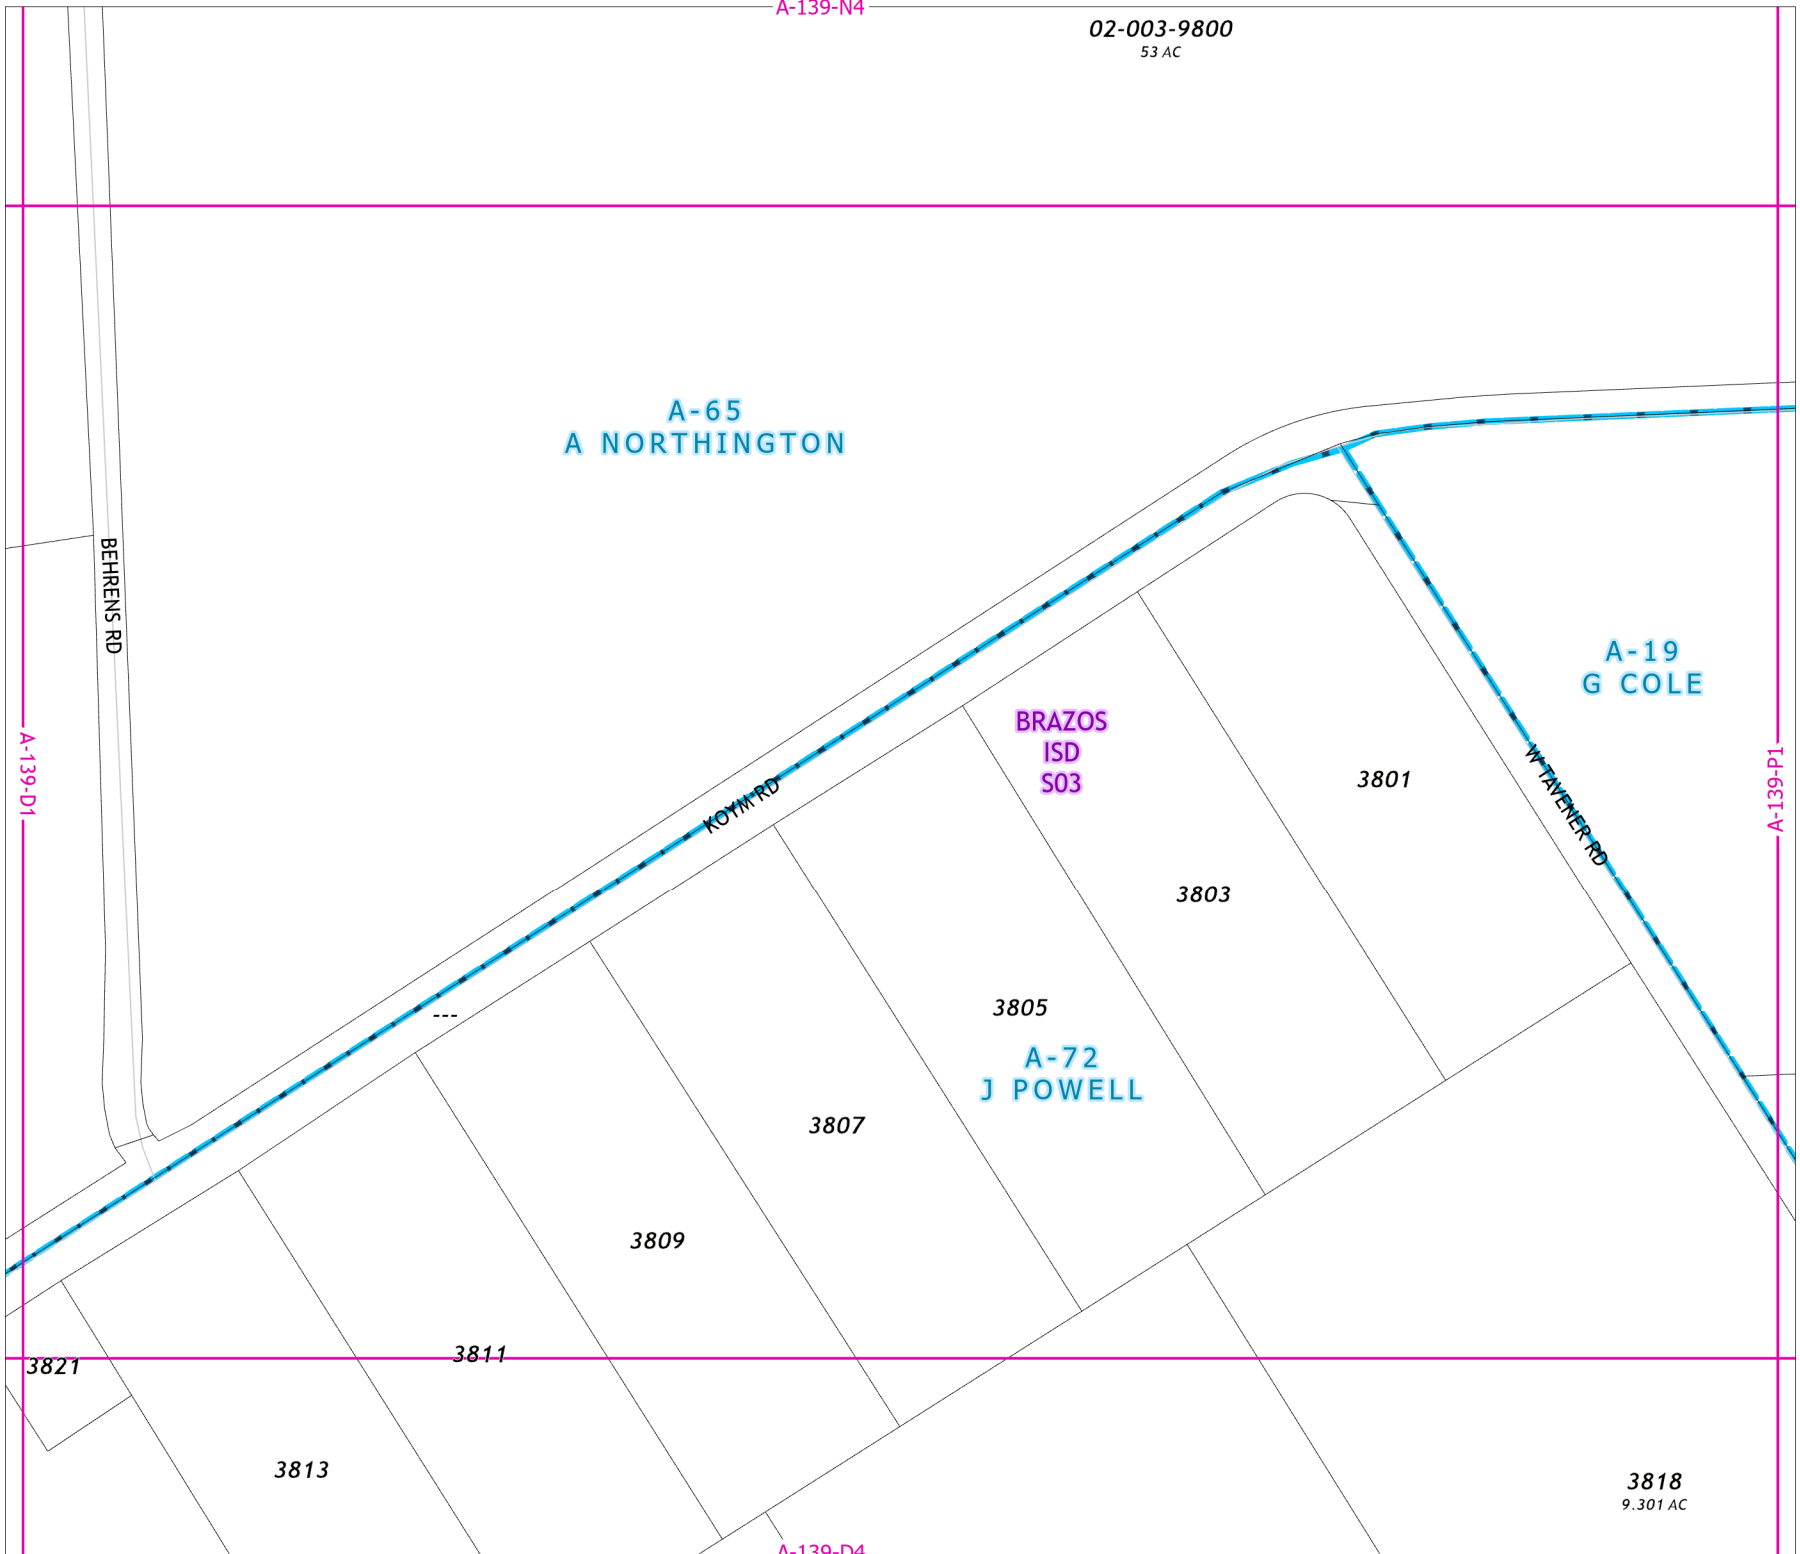 A-139-N4
02-003-9800
53 AC
A-65
A NORTHINGTON
BEHRENS RD
A-19
G COLE
BRAZOS
ISD
S03
A-139-D1
A-139-P1
KOYM RD
3801
W TAVENER RD
3803
---
3805
A-72
J POWELL
3807
3809
3811
3821
3813
3818
9.301 AC
A-139-D4